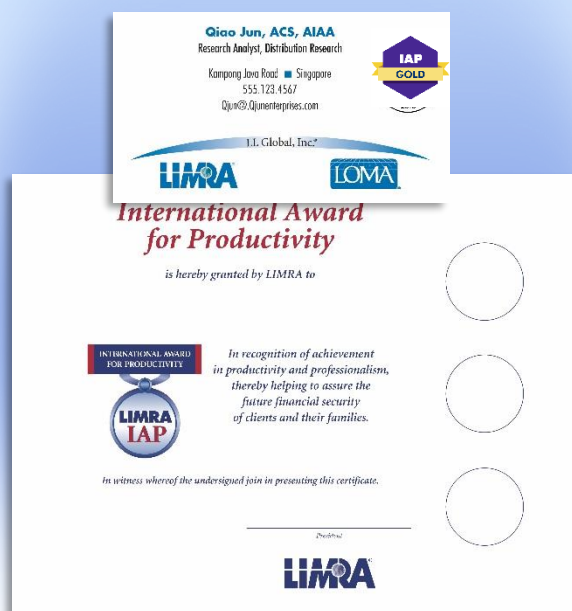 Qiao Jun, ACS, AIAA
Research Analyst, Distribution Research
Kampong Java Road ■ Singapore
555.123.4567
Qjun@.Qjunenterprises.com
IAP
GOLD
LL Global, Inc.®
LIMRA®
LOMA
International Award
for Productivity
is hereby granted by LIMRA to
INTERNATIONAL AWARD
FOR PRODUCTIVITY
LIMRA
IAP
In recognition of achievement
in productivity and professionalism,
thereby helping to assure the
future financial security
of clients and their families.
In witness whereof the undersigned join in presenting this certificate.
President
LIMRA®